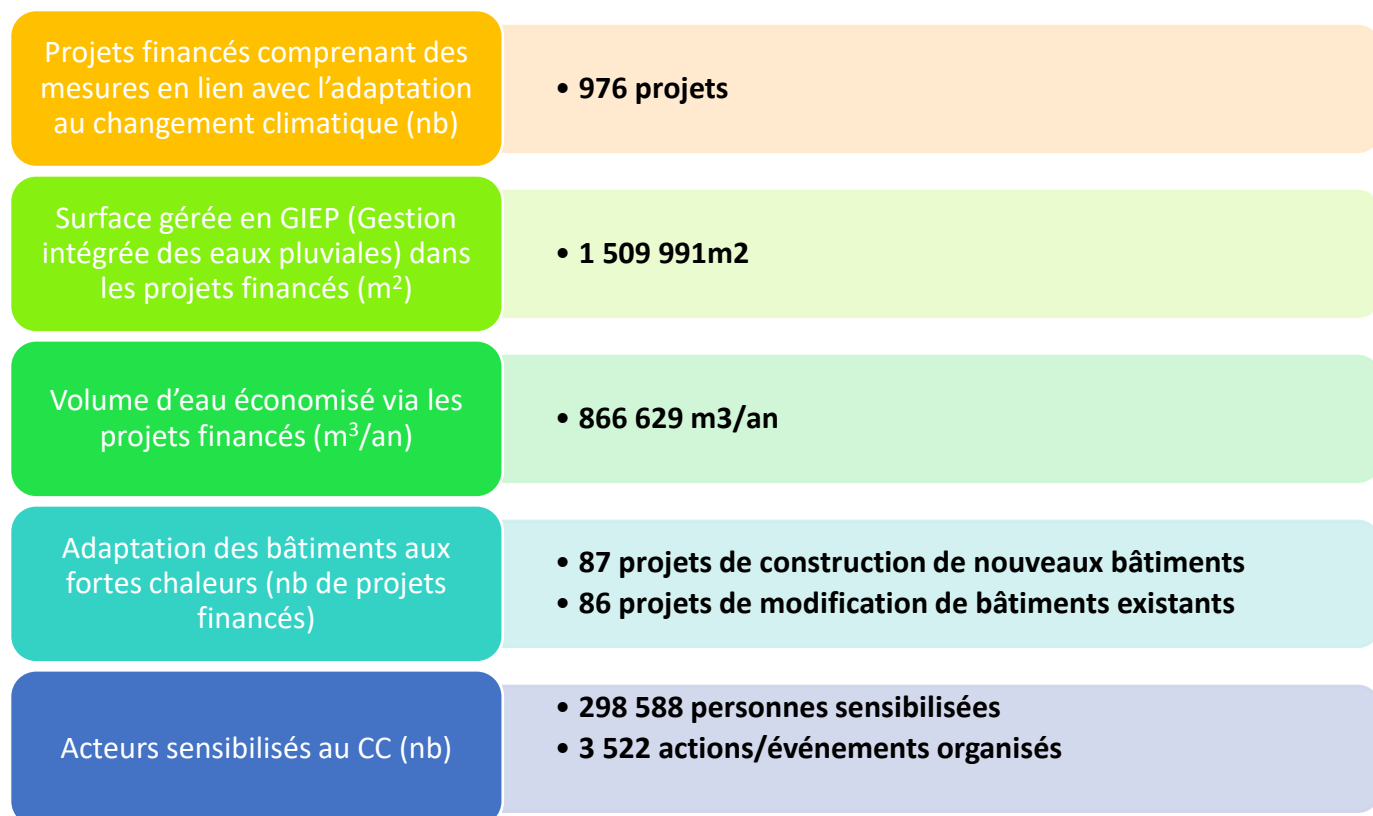 Projets financés comprenant des
mesures en lien avec l’adaptation
au changement climatique (nb)
• 976 projets
Surface gérée en GIEP (Gestion
intégrée des eaux pluviales) dans
les projets financés (m²)
• 1 509 991m2
Volume d’eau économisé via les
projets financés (m³/an)
• 866 629 m3/an
Adaptation des bâtiments aux
fortes chaleurs (nb de projets
financés)
• 87 projets de construction de nouveaux bâtiments
• 86 projets de modification de bâtiments existants
Acteurs sensibilisés au CC (nb)
• 298 588 personnes sensibilisées
• 3 522 actions/événements organisés